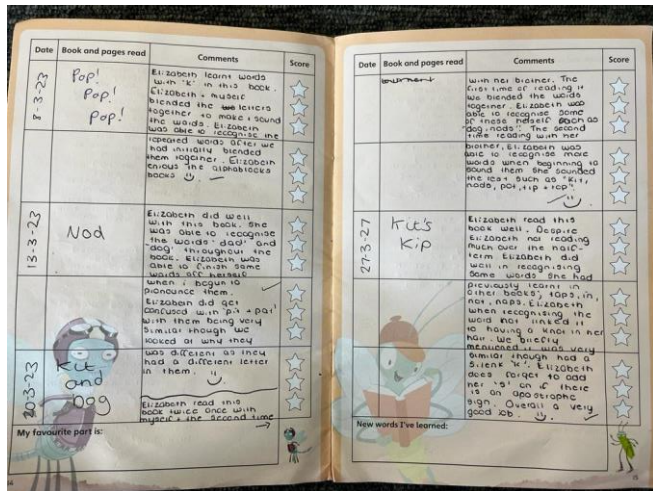 Date Book and pages read Comments Score
8-3-23
Pop!
Pop!
Pop!
Elizabeth learnt words
with 'k' in this book.
Elizabeth + myself
blended the letters
together to make + sound
the words. Elizabeth
was able to recognise the
repeated words after we
had initially blended
them together. Elizabeth
enjoys the alphablocks
books
13-3-23
Nod
Elizabeth did well
with this book. She
was able to recognise
the words 'dad' and
'dog' throughout the
book. Elizabeth was
able to finish some
words off herself
when i begun to
pronounce them.
Elizabeth did get
confused with 'pit + pat'
with them being very
similar though we
looked at why they
was different as they
had a different letter
in them.
20-3-23
Kit
and
Dog
Elizabeth read this
book twice once with
myself + the second time
My favourite part is:
Date Book and pages read Comments Score
with her brother. The
first time of reading it
we blended the words
together. Elizabeth was
able to recognise some
of these herself such as
"dog, nods". The second
time reading with her
brother, Elizabeth was
able to recognise more
words when beginning to
sound them she sounded
the rest such as "Kit,
nods, pot, tip + top".
27-3-27
Kit's
Kip
Elizabeth read this
book well. Despite
Elizabeth not reading
much over the half-
term Elizabeth did
well in recognising
some words she had
previously learnt in
other books; taps, in,
not, naps. Elizabeth
when recognising the
word not linked it
to having a knot in her
hair. We briefly
mentioned it was very
similar though had a
silent 'k'. Elizabeth
does forget to add
her 's' on if there
is an apostrophe
sign. Overall a very
good job.
New words I've learned:
15